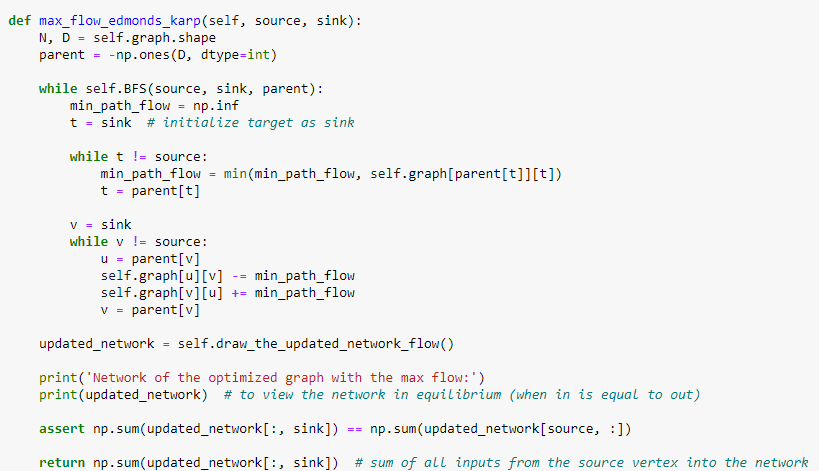 def max_flow_edmonds_karp(self, source, sink):
    N, D = self.graph.shape
    parent = -np.ones(D, dtype=int)

    while self.BFS(source, sink, parent):
        min_path_flow = np.inf
        t = sink  # initialize target as sink

        while t != source:
            min_path_flow = min(min_path_flow, self.graph[parent[t]][t])
            t = parent[t]

        v = sink
        while v != source:
            u = parent[v]
            self.graph[u][v] -= min_path_flow
            self.graph[v][u] += min_path_flow
            v = parent[v]

    updated_network = self.draw_the_updated_network_flow()

    print('Network of the optimized graph with the max flow:')
    print(updated_network)  # to view the network in equilibrium (when in is equal to out)

    assert np.sum(updated_network[:, sink]) == np.sum(updated_network[source, :])

    return np.sum(updated_network[:, sink])  # sum of all inputs from the source vertex into the network